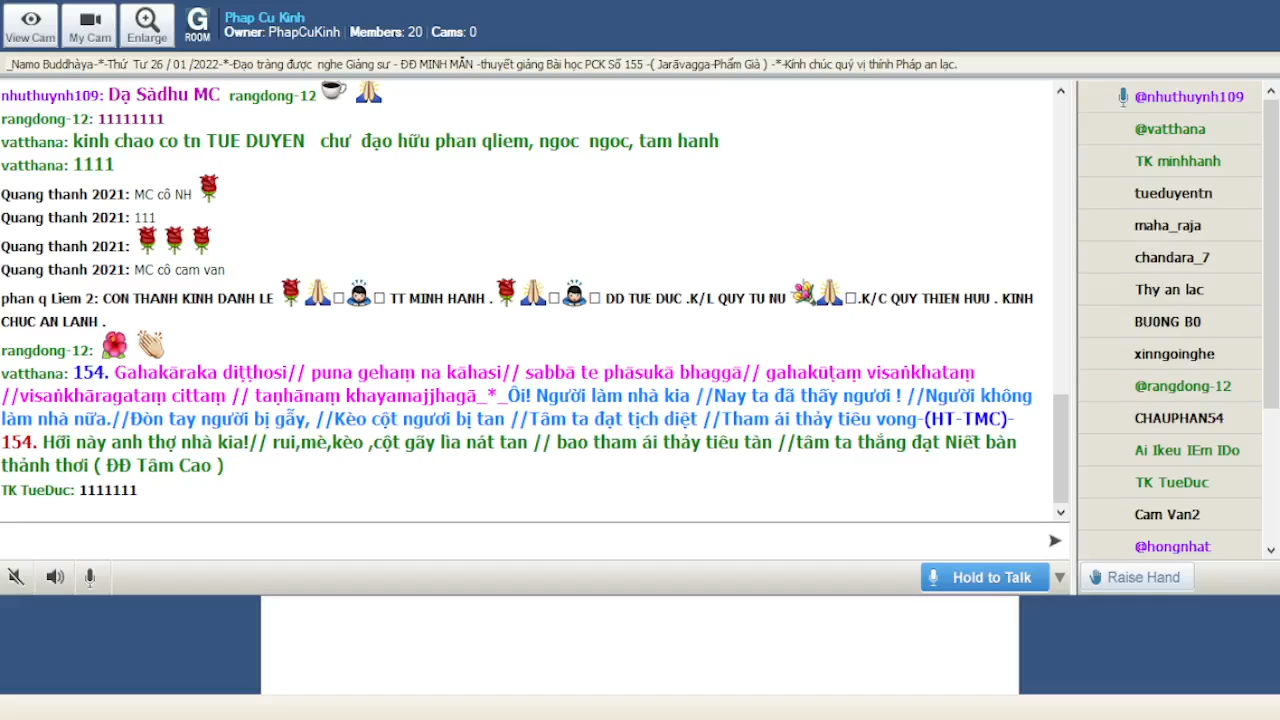 View Cam
My Cam
Enlarge
G
ROOM
Phap Cu Kinh
Owner: PhapCuKinh Members: 20 Cams: 0
_Namo Buddhàya-*-Thứ Tư 26 / 01 /2022-*-Đạo tràng được nghe Giảng sư - ĐĐ MINH MẪN -thuyết giảng Bài học PCK Số 155 -( Jarāvagga-Phẩm Già ) -*-Kính chúc quý vị thính Pháp an lạc.
nhuthuynh109: Dạ Sàdhu MC rangdong-12
rangdong-12: 11111111
vatthana: kinh chao co tn TUE DUYEN chư đạo hữu phan qliem, ngoc ngoc, tam hanh
vatthana: 1111
Quang thanh 2021: MC cô NH
Quang thanh 2021: 111
Quang thanh 2021:
Quang thanh 2021: MC cô cam van
phan q Liem 2: CON THANH KINH DANH LE TT MINH HANH . DD TUE DUC .K/L QUY TU NU .K/C QUY THIEN HUU . KINH
CHUC AN LANH .
rangdong-12:
vatthana: 154. Gahakāraka diṭṭhosi// puna gehaṃ na kāhasi// sabbā te phāsukā bhaggā// gahakūṭaṃ visaṅkhataṃ
//visaṅkhāragataṃ cittaṃ // taṇhānaṃ khayamajjhagā_*_Ôi! Người làm nhà kia //Nay ta đã thấy ngươi ! //Người không
làm nhà nữa.//Đòn tay người bị gẫy, //Kèo cột ngươi bị tan //Tâm ta đạt tịch diệt //Tham ái thảy tiêu vong-(HT-TMC)-
154. Hỡi này anh thợ nhà kia!// rui,mè,kèo ,cột gãy lìa nát tan // bao tham ái thảy tiêu tàn //tâm ta thắng đạt Niết bàn
thảnh thơi ( ĐĐ Tâm Cao )
TK TueDuc: 1111111
Hold to Talk
@nhuthuynh109
@vatthana
TK minhhanh
tueduyentn
maha_raja
chandara_7
Thy an lac
BU0NG B0
xinngoinghe
@rangdong-12
CHAUPHAN54
Ai Ikeu IEm IDo
TK TueDuc
Cam Van2
@hongnhat
Raise Hand